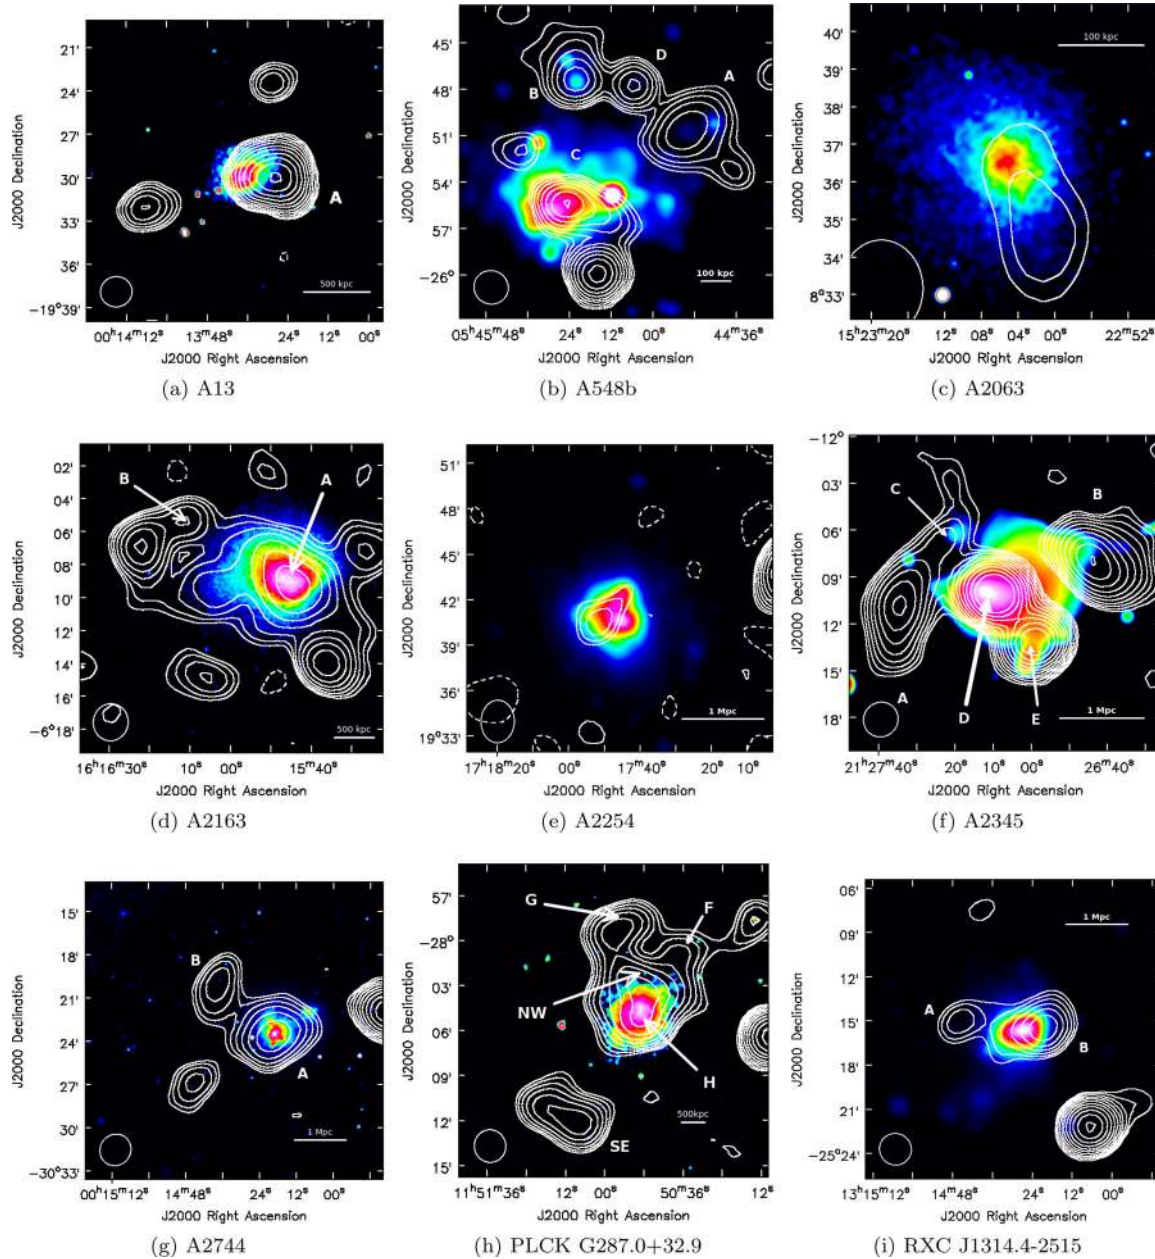 21'
24'
27'
30'
33'
36'
−19°39'
J2000 Declination
A
500 kpc
00ʰ14ᵐ12ˢ 13ᵐ48ˢ 24ˢ 00ˢ
J2000 Right Ascension
(a) A13
45'
48'
51'
54'
57'
−26°
J2000 Declination
D
A
B
C
100 kpc
05ʰ45ᵐ48ˢ 24ˢ 12ˢ 00ˢ 44ᵐ36ˢ
J2000 Right Ascension
(b) A548b
40'
39'
38'
37'
36'
35'
34'
8°33'
J2000 Declination
100 kpc
15ʰ23ᵐ20ˢ 12ˢ 08ˢ 04ˢ 00ˢ 22ᵐ52ˢ
J2000 Right Ascension
(c) A2063
02'
04'
06'
08'
10'
12'
14'
16'
−6°18'
J2000 Declination
B
A
500 kpc
16ʰ16ᵐ30ˢ 10ˢ 00ˢ 15ᵐ40ˢ
J2000 Right Ascension
(d) A2163
51'
48'
45'
42'
39'
36'
19°33'
J2000 Declination
1 Mpc
17ʰ18ᵐ20ˢ 00ˢ 17ᵐ40ˢ 20ˢ 10ˢ
J2000 Right Ascension
(e) A2254
−12°
03'
06'
09'
12'
15'
18'
J2000 Declination
C
B
A
D
E
1 Mpc
21ʰ27ᵐ40ˢ 20ˢ 10ˢ 00ˢ 26ᵐ40ˢ
J2000 Right Ascension
(f) A2345
15'
18'
21'
24'
27'
30'
−30°33'
J2000 Declination
B
A
1 Mpc
00ʰ15ᵐ12ˢ 14ᵐ48ˢ 24ˢ 12ˢ 00ˢ
J2000 Right Ascension
(g) A2744
57'
−28°
03'
06'
09'
12'
15'
J2000 Declination
G
F
NW
H
SE
500kpc
11ʰ51ᵐ36ˢ 12ˢ 00ˢ 50ᵐ36ˢ 12ˢ
J2000 Right Ascension
(h) PLCK G287.0+32.9
06'
09'
12'
15'
18'
21'
−25°24'
J2000 Declination
1 Mpc
A
B
13ʰ15ᵐ12ˢ 14ᵐ48ˢ 24ˢ 12ˢ 00ˢ
J2000 Right Ascension
(i) RXC J1314.4-2515